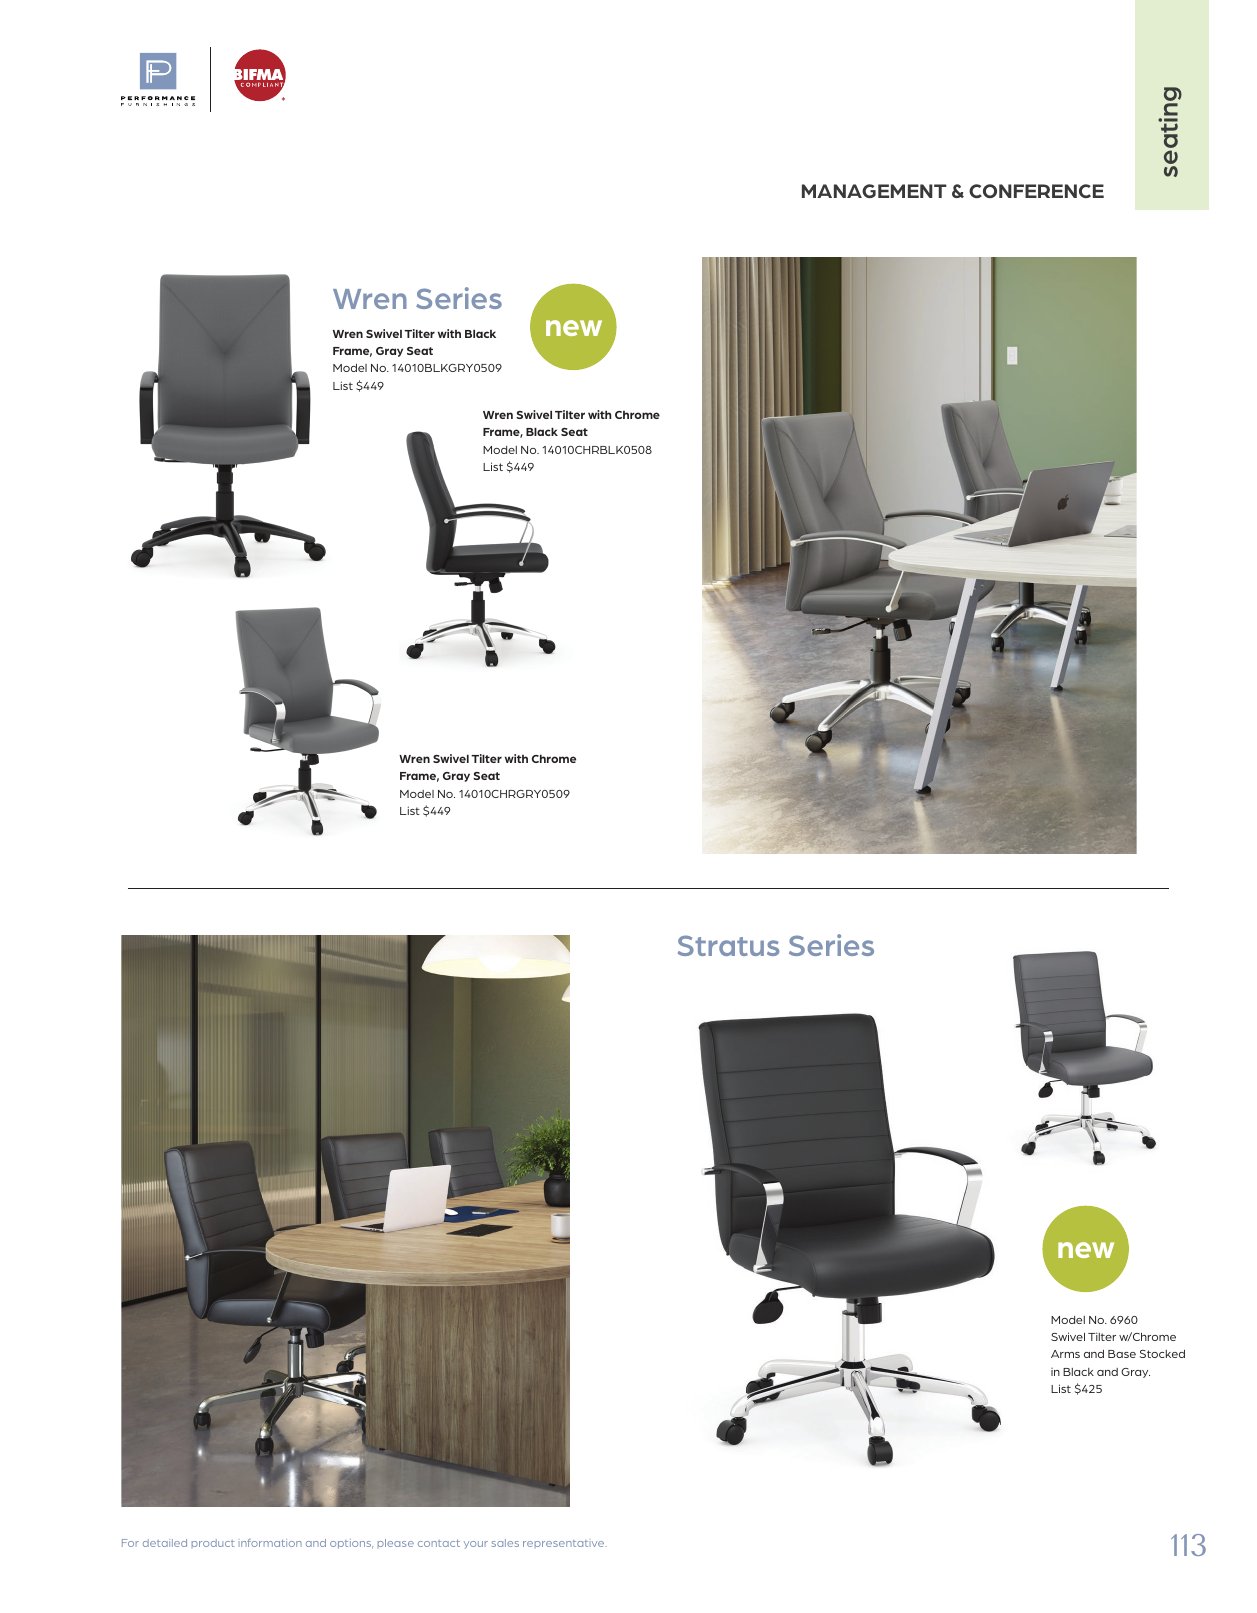 PERFORMANCE
FURNISHINGS
BIFMA
COMPLIANT
seating
MANAGEMENT & CONFERENCE
Wren Series
new
Wren Swivel Tilter with Black
Frame, Gray Seat
Model No. 14010BLKGRY0509
List $449
Wren Swivel Tilter with Chrome
Frame, Black Seat
Model No. 14010CHRBLK0508
List $449
Wren Swivel Tilter with Chrome
Frame, Gray Seat
Model No. 14010CHRGRY0509
List $449
Stratus Series
new
Model No. 6960
Swivel Tilter w/Chrome
Arms and Base Stocked
in Black and Gray.
List $425
For detailed product information and options, please contact your sales representative.
113